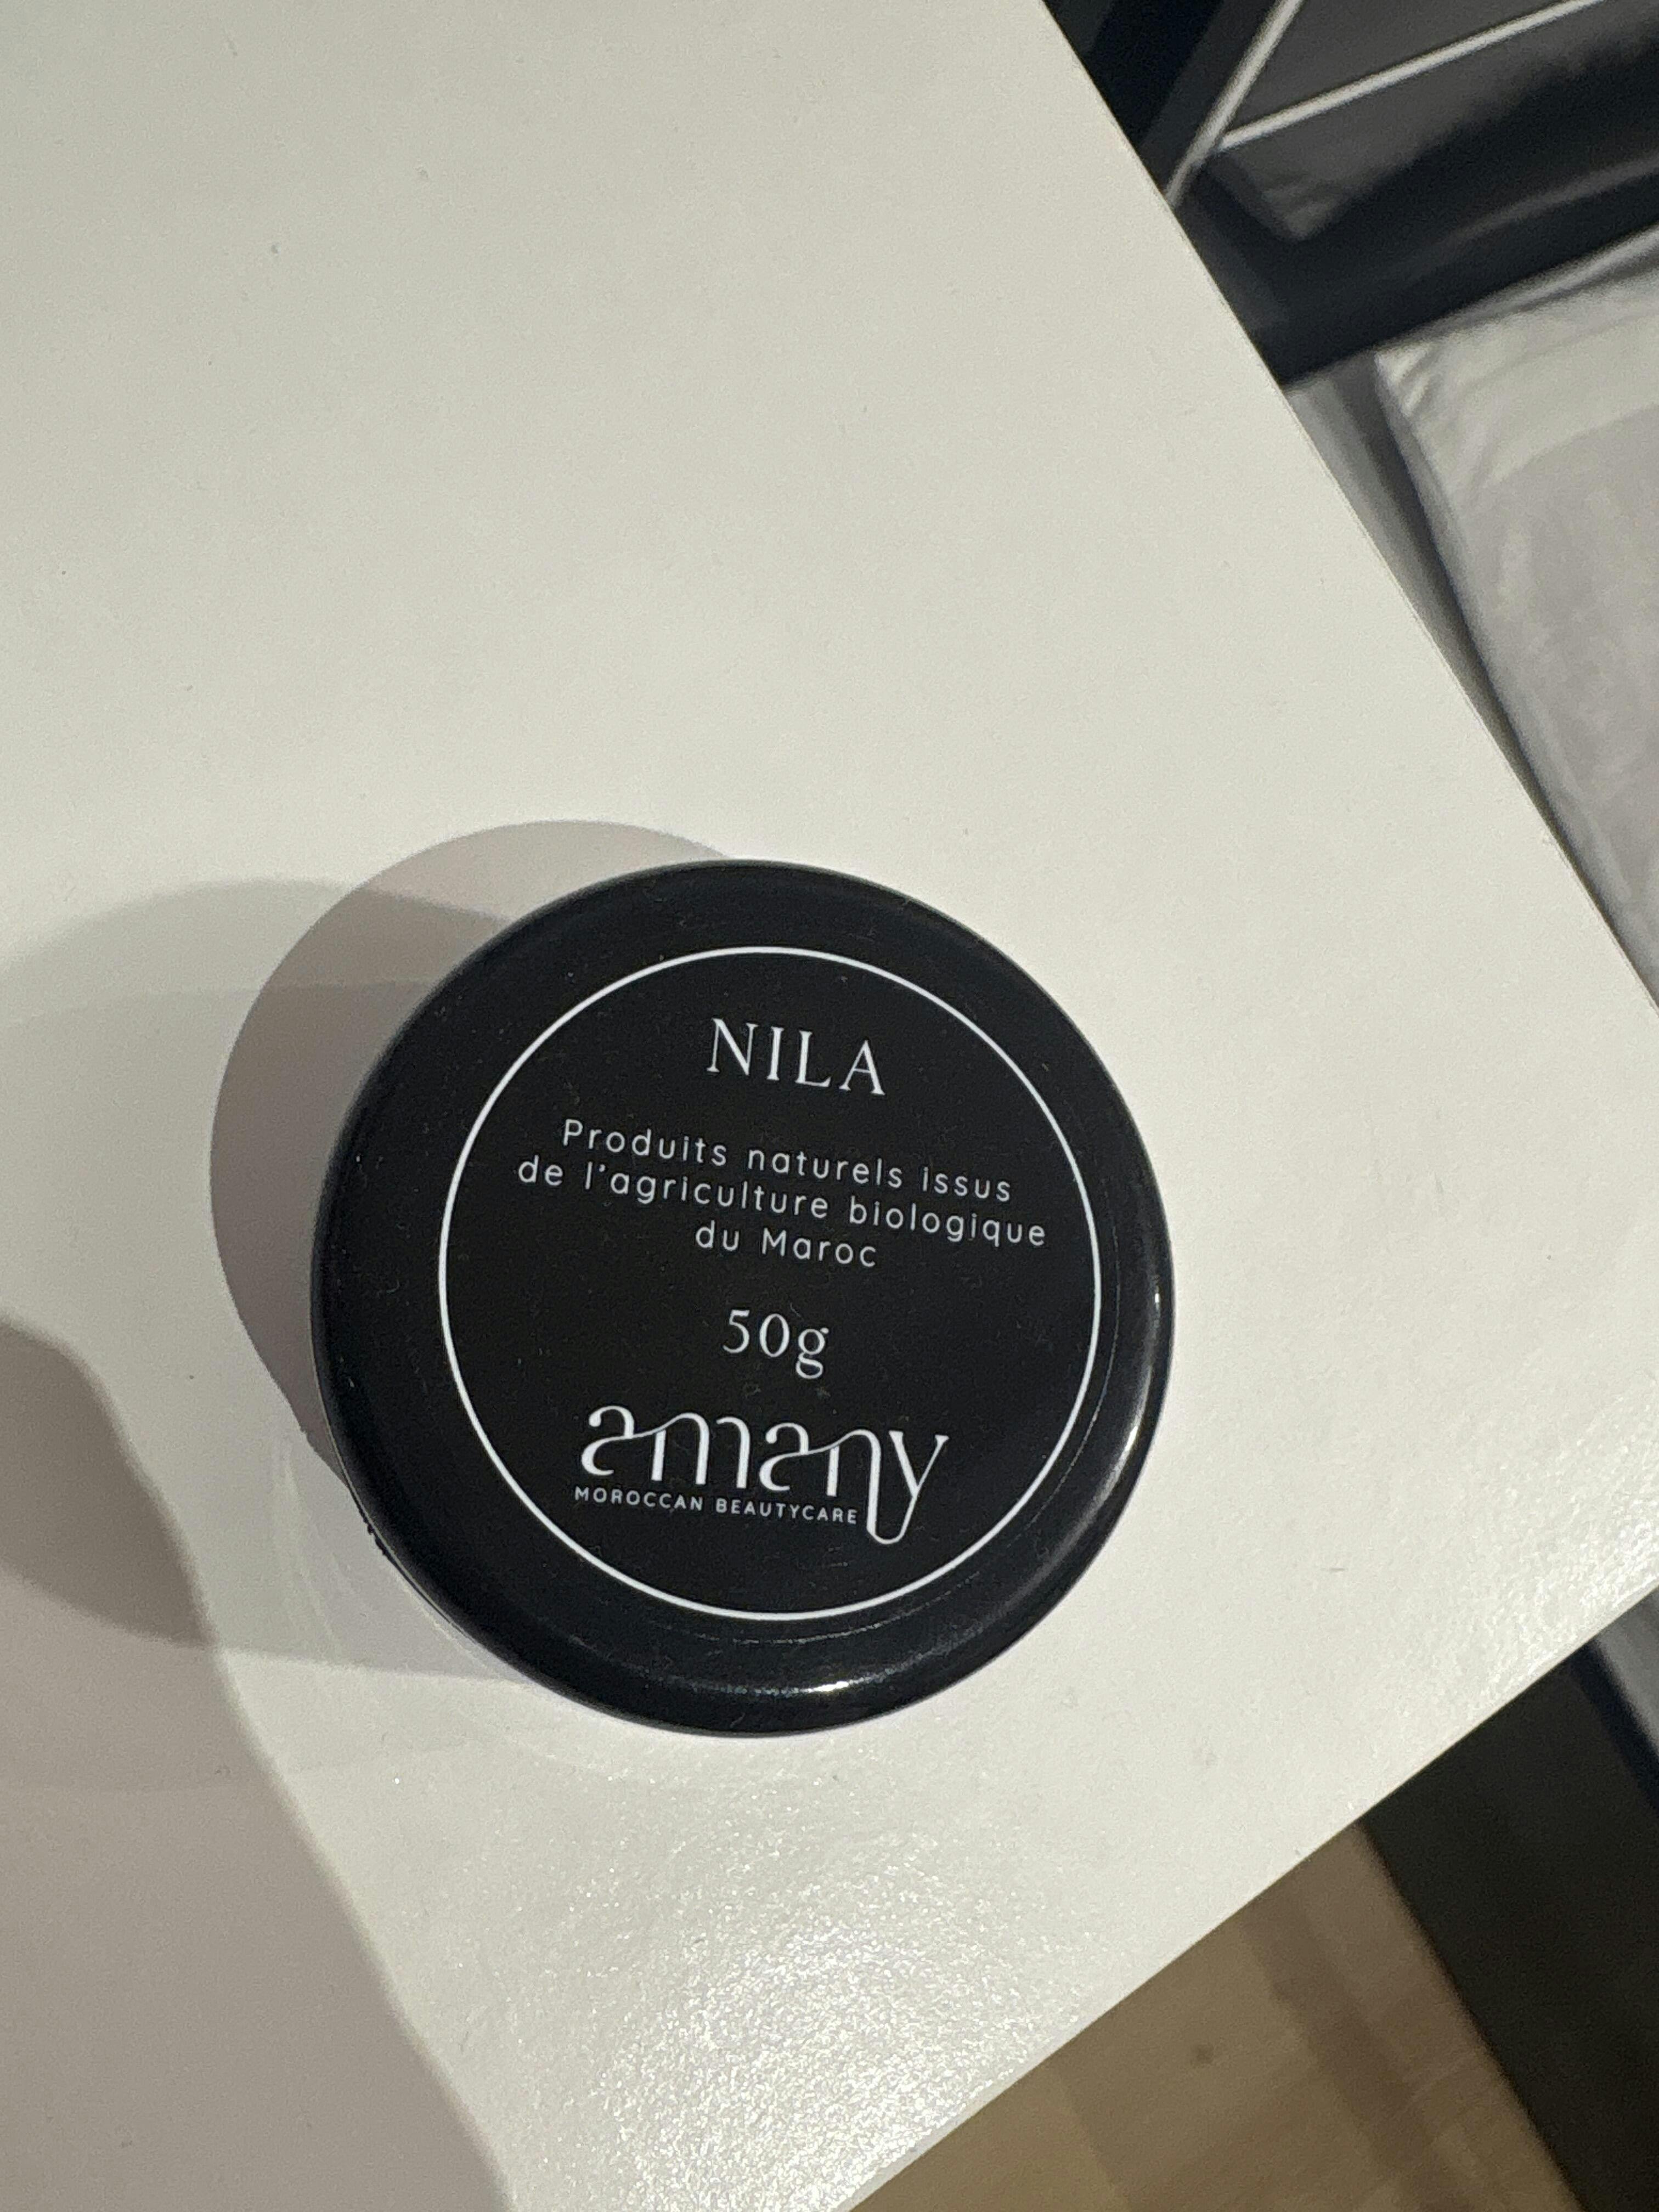 NILA
Produits naturels issus
de l'agriculture biologique
du Maroc
50g
amany
MOROCCAN BEAUTYCARE